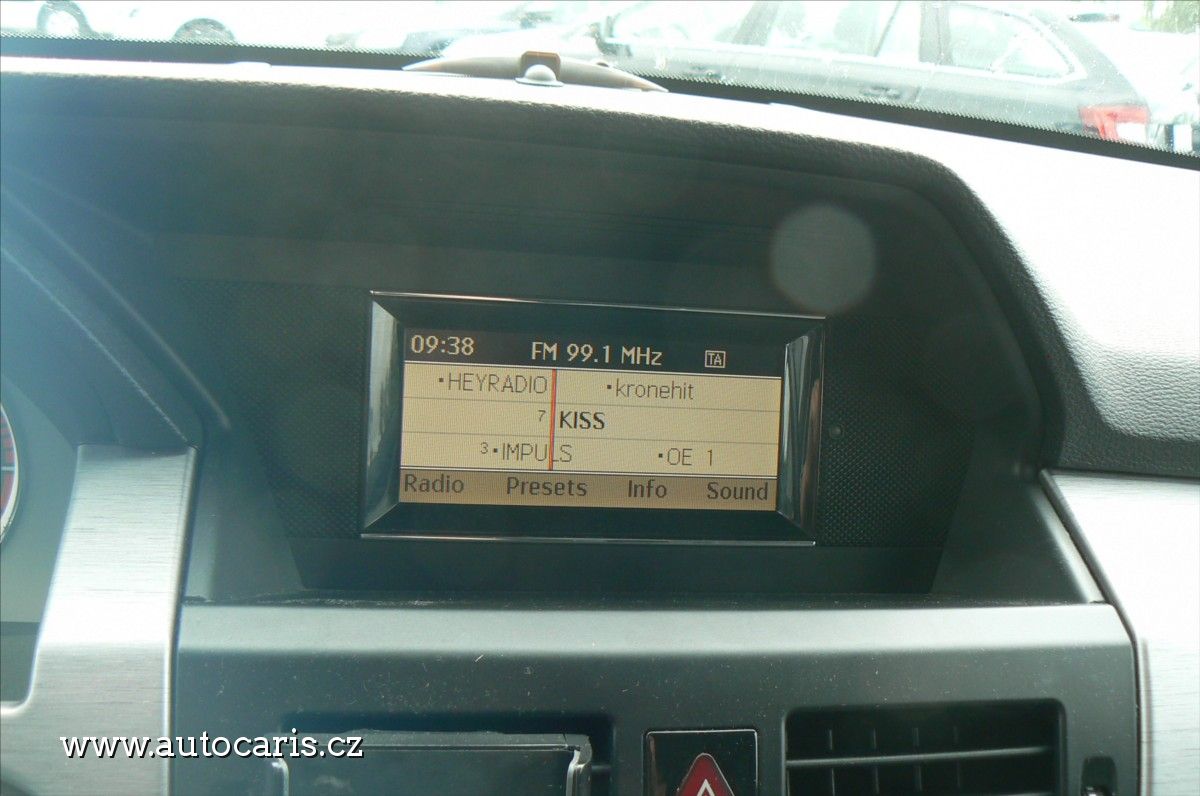 09:38 FM 99.1 MHz TA
•HEYRADIO •kronehit
7 KISS
3•IMPULS •OE 1
Radio Presets Info Sound
www.autocaris.cz